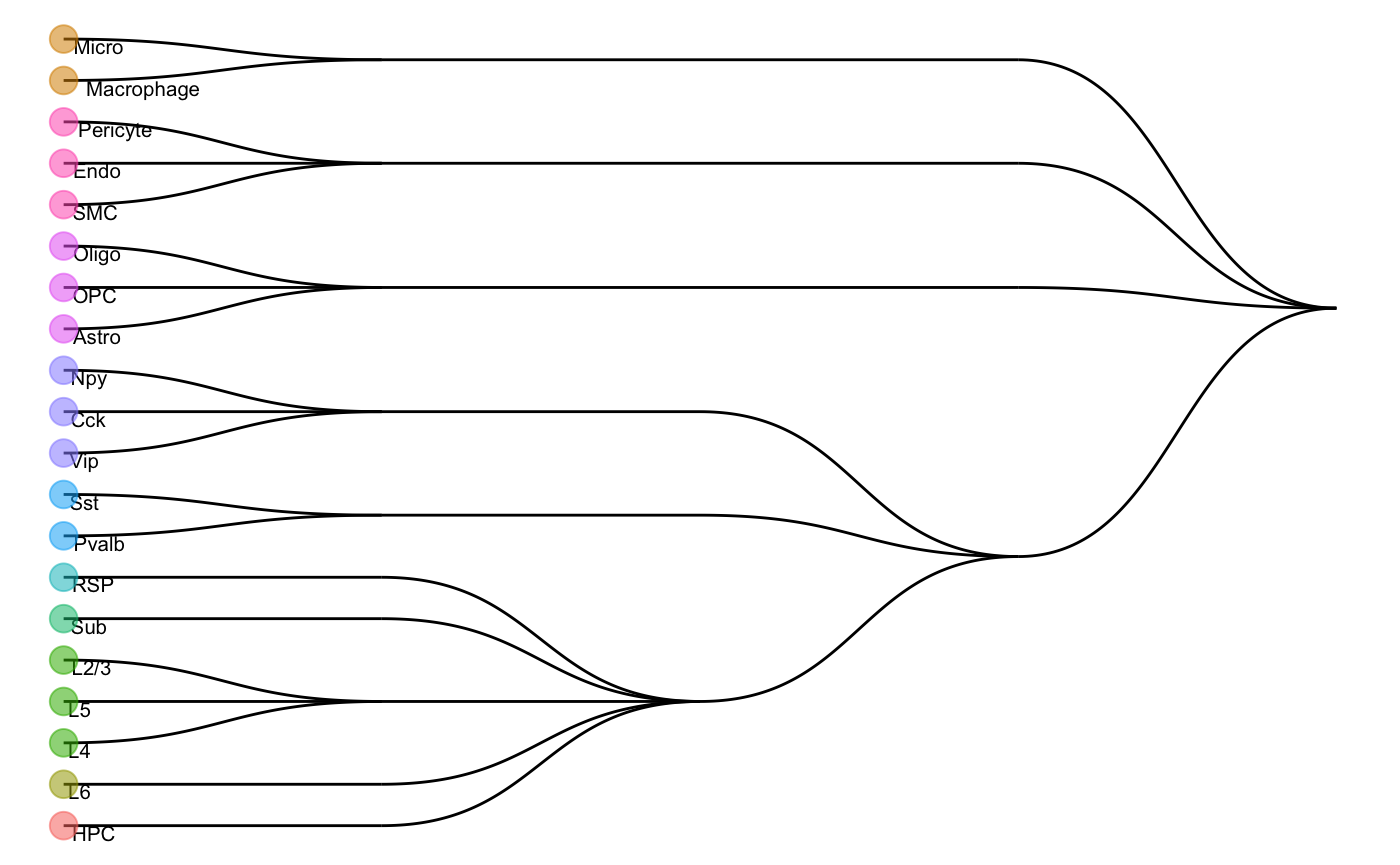 Micro
Macrophage
Pericyte
Endo
SMC
Oligo
OPC
Astro
Npy
Cck
Vip
Sst
Pvalb
RSP
Sub
L2/3
L5
L4
L6
HPC